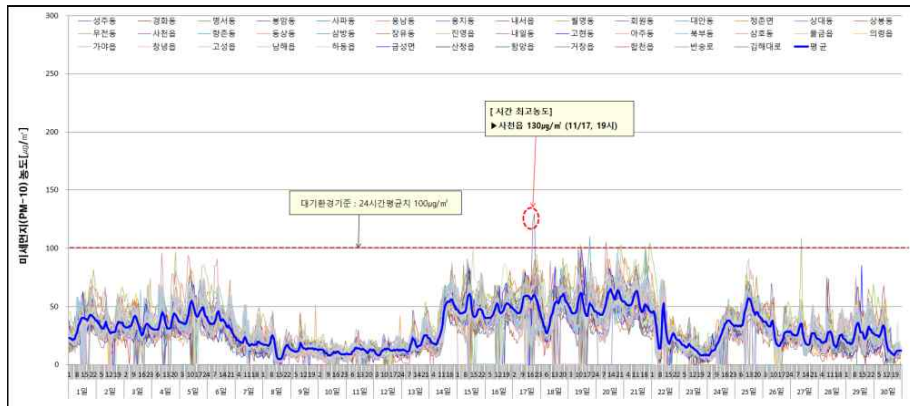 성주동 경화동 명서동 봉암동 사파동 용남동 웅치동 내서읍 월영동 회원동 대안동 정촌면 상대동 상봉동
우천동 사천읍 향촌동 동상동 삼방동 장유동 진영읍 내일동 고현동 아주동 북부동 삼호동 물금읍 의령읍
가야읍 창녕읍 고성읍 남해읍 하동읍 금성면 산청읍 함양읍 거창읍 합천읍 반송로 김해대로 평균
미세먼지(PM-10) 농도[㎍/㎥]
300
250
200
150
100
50
0
[ 시간 최고농도]
▶사천읍 130㎍/㎥ (11/17, 19시)
대기환경기준 : 24시간평균치 100㎍/㎥
1일 2일 3일 4일 5일 6일 7일 8일 9일 10일 11일 12일 13일 14일 15일 16일 17일 18일 19일 20일 21일 22일 23일 24일 25일 26일 27일 28일 29일 30일